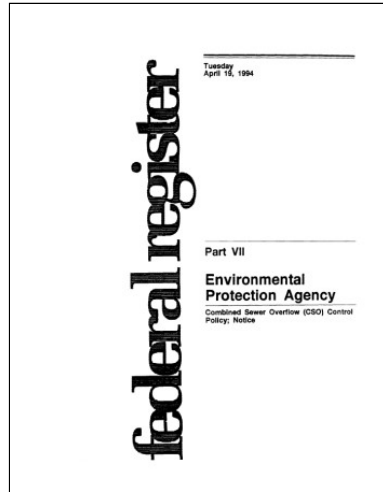 Tuesday
April 19, 1994
federal register
Part VII
Environmental
Protection Agency
Combined Sewer Overflow (CSO) Control
Policy; Notice